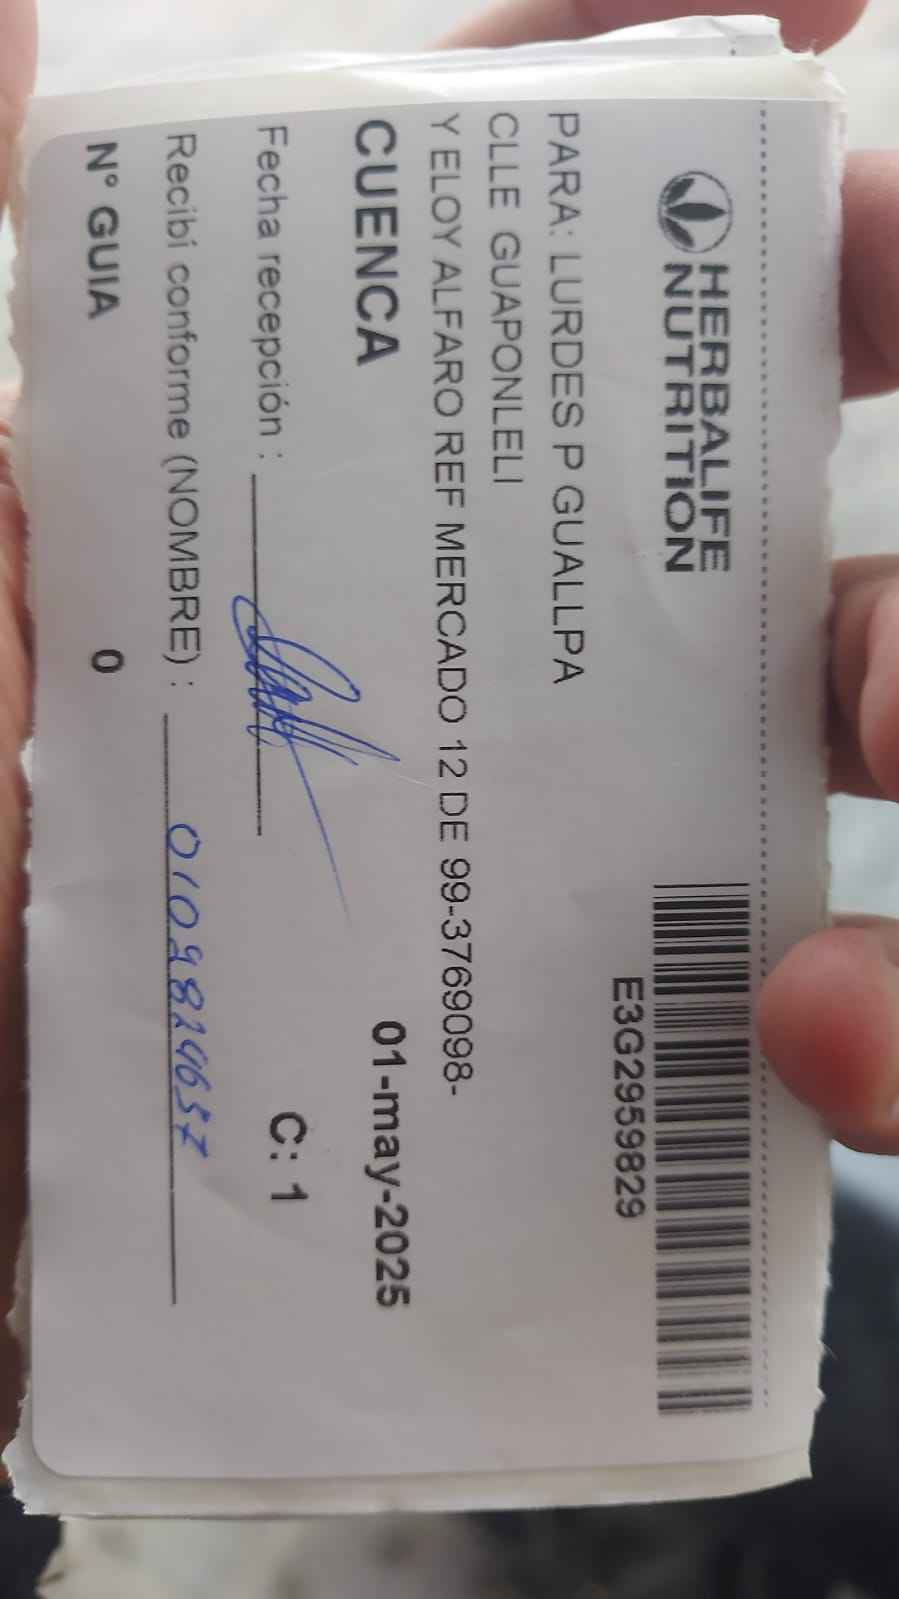 HERBALIFE
NUTRITION
E3G2959829
PARA: LURDES P GUALLPA
CLLE GUAPONLELI
Y ELOY ALFARO REF MERCADO 12 DE 99-3769098-
CUENCA 01-may-2025
Fecha recepción : C: 1
Recibí conforme (NOMBRE) : 0109824637
N° GUIA 0